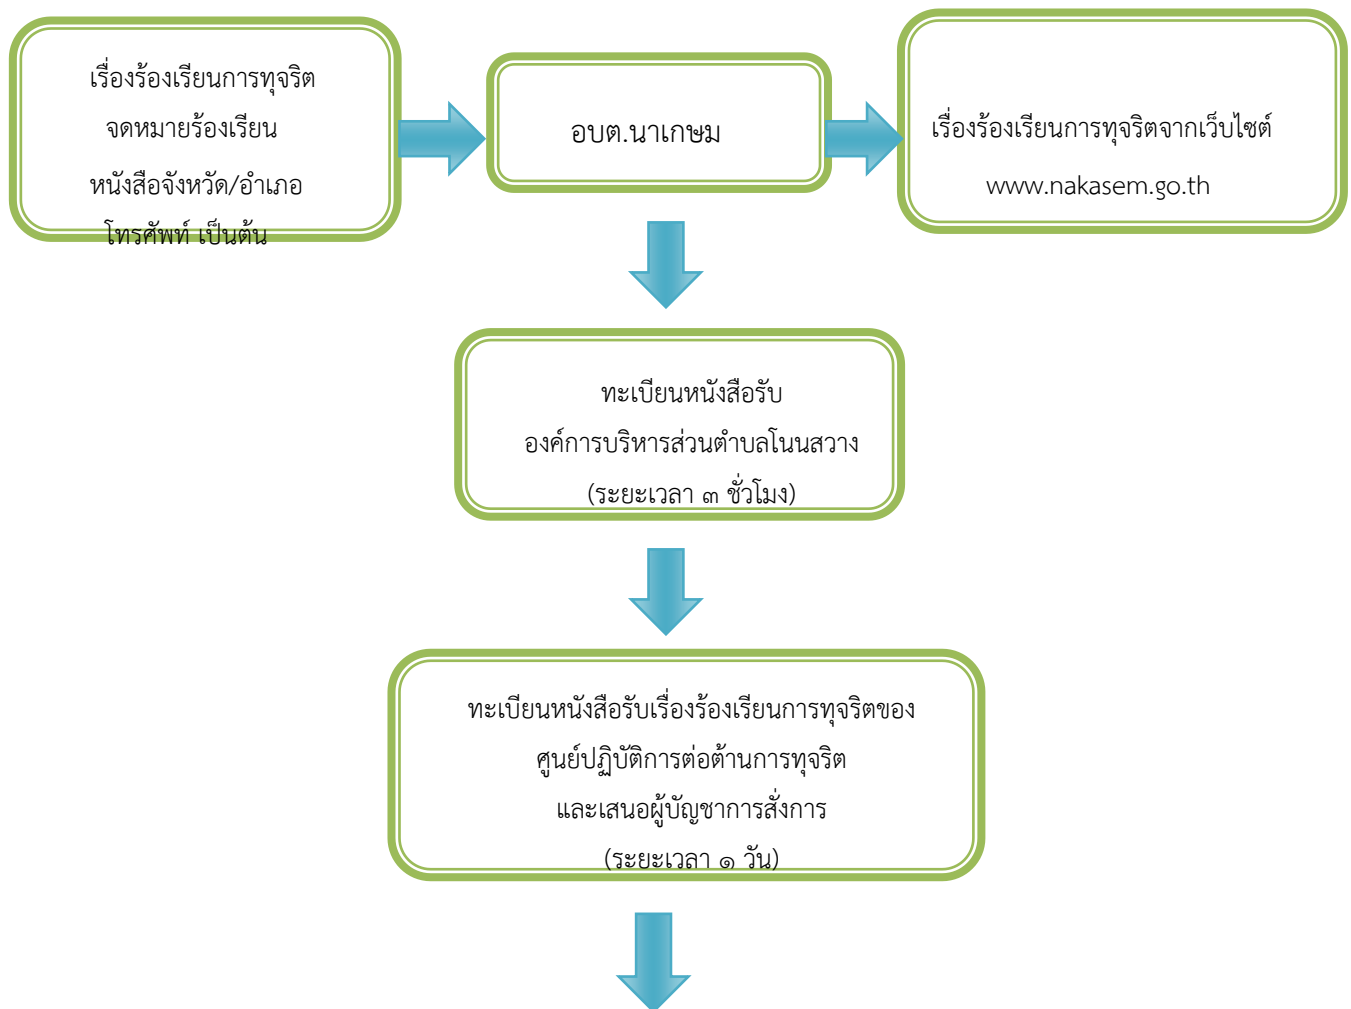 เรื่องร้องเรียนการทุจริต
จดหมายร้องเรียน
หนังสือจังหวัด/อำเภอ
โทรศัพท์ เป็นต้น
อบต.นาเกษม
เรื่องร้องเรียนการทุจริตจากเว็บไซต์
www.nakasem.go.th
ทะเบียนหนังสือรับ
องค์การบริหารส่วนตำบลโนนสวาง
(ระยะเวลา ๓ ชั่วโมง)
ทะเบียนหนังสือรับเรื่องร้องเรียนการทุจริตของ
ศูนย์ปฏิบัติการต่อต้านการทุจริต
และเสนอผู้บัญชาการสั่งการ
(ระยะเวลา ๑ วัน)